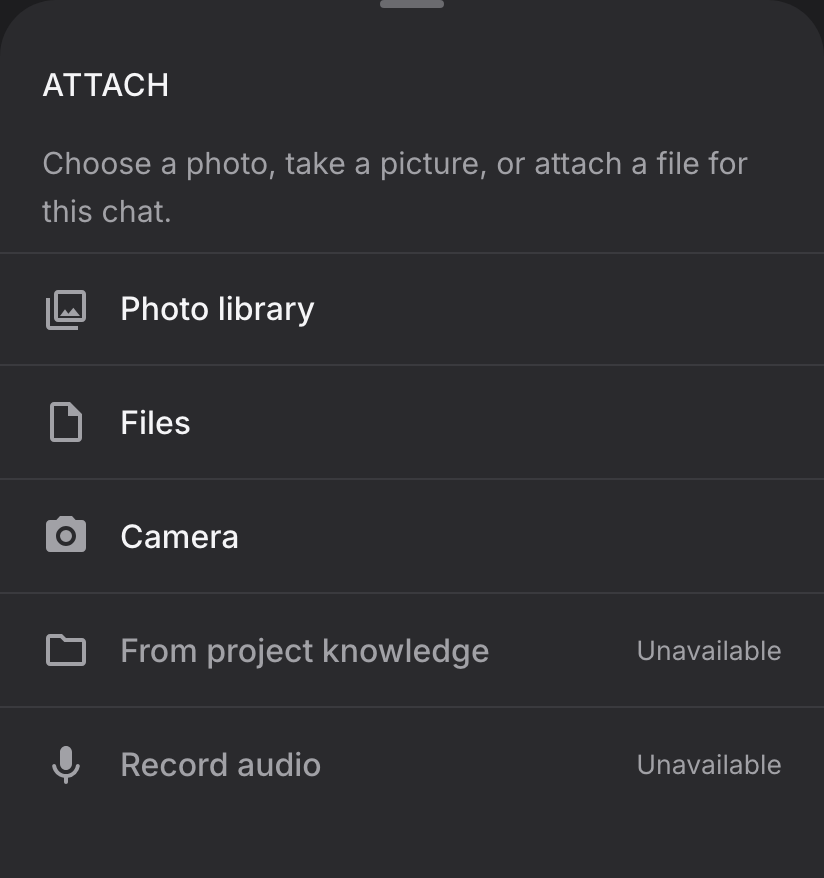 ATTACH
Choose a photo, take a picture, or attach a file for
this chat.
Photo library
Files
Camera
From project knowledge Unavailable
Record audio Unavailable